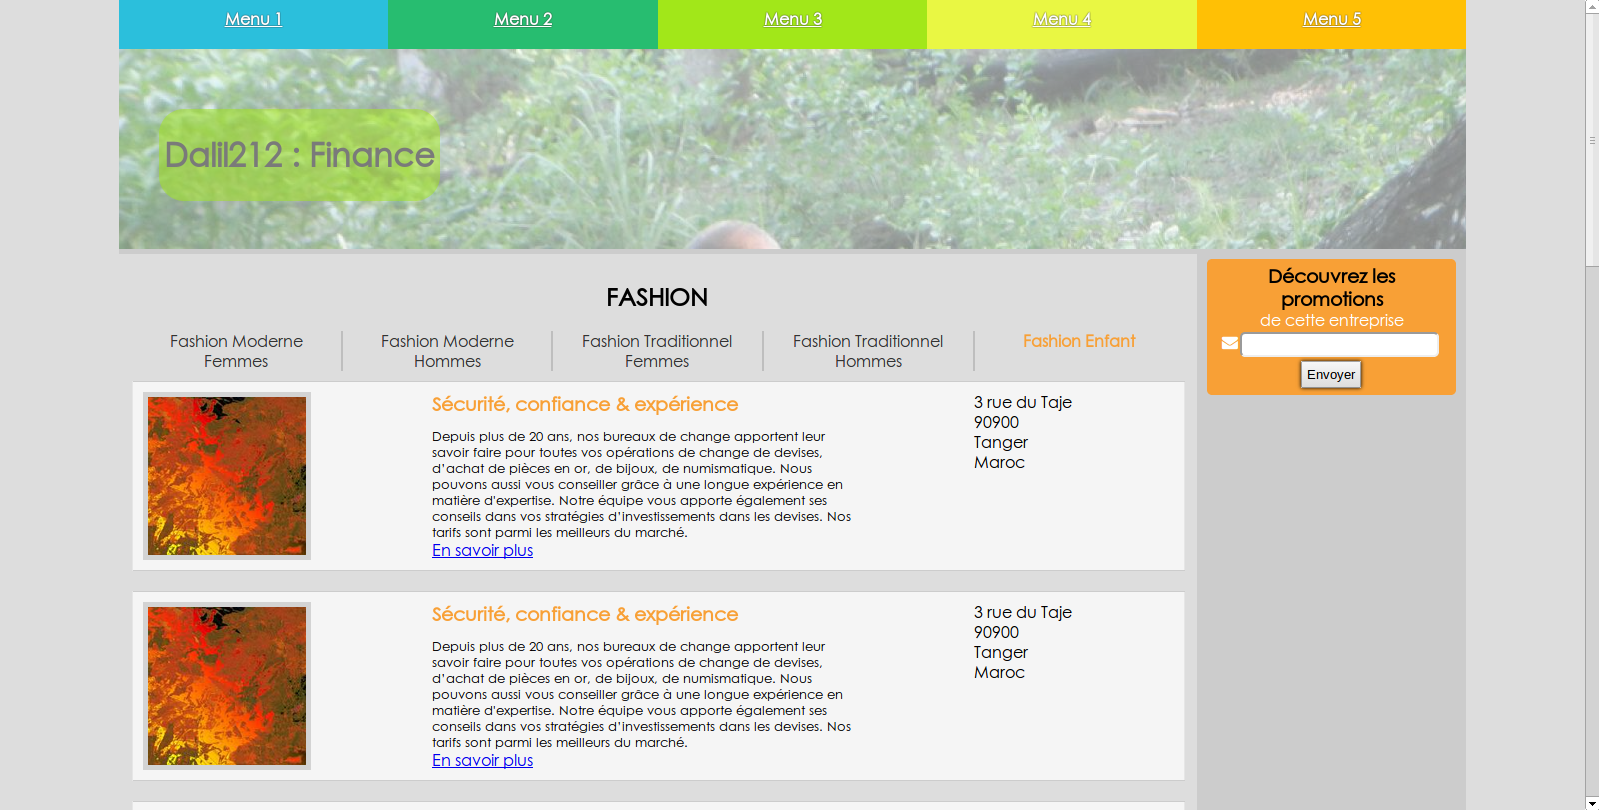 Menu 1 Menu 2 Menu 3 Menu 4 Menu 5
Dalil212 : Finance
FASHION
Fashion Moderne Femmes
Fashion Moderne Hommes
Fashion Traditionnel Femmes
Fashion Traditionnel Hommes
Fashion Enfant
Sécurité, confiance & expérience
Depuis plus de 20 ans, nos bureaux de change apportent leur
savoir faire pour toutes vos opérations de change de devises,
d’achat de pièces en or, de bijoux, de numismatique. Nous
pouvons aussi vous conseiller grâce à une longue expérience en
matière d'expertise. Notre équipe vous apporte également ses
conseils dans vos stratégies d’investissements dans les devises. Nos
tarifs sont parmi les meilleurs du marché.
En savoir plus
3 rue du Taje
90900
Tanger
Maroc
Sécurité, confiance & expérience
Depuis plus de 20 ans, nos bureaux de change apportent leur
savoir faire pour toutes vos opérations de change de devises,
d’achat de pièces en or, de bijoux, de numismatique. Nous
pouvons aussi vous conseiller grâce à une longue expérience en
matière d'expertise. Notre équipe vous apporte également ses
conseils dans vos stratégies d’investissements dans les devises. Nos
tarifs sont parmi les meilleurs du marché.
En savoir plus
3 rue du Taje
90900
Tanger
Maroc
Découvrez les
promotions
de cette entreprise
Envoyer